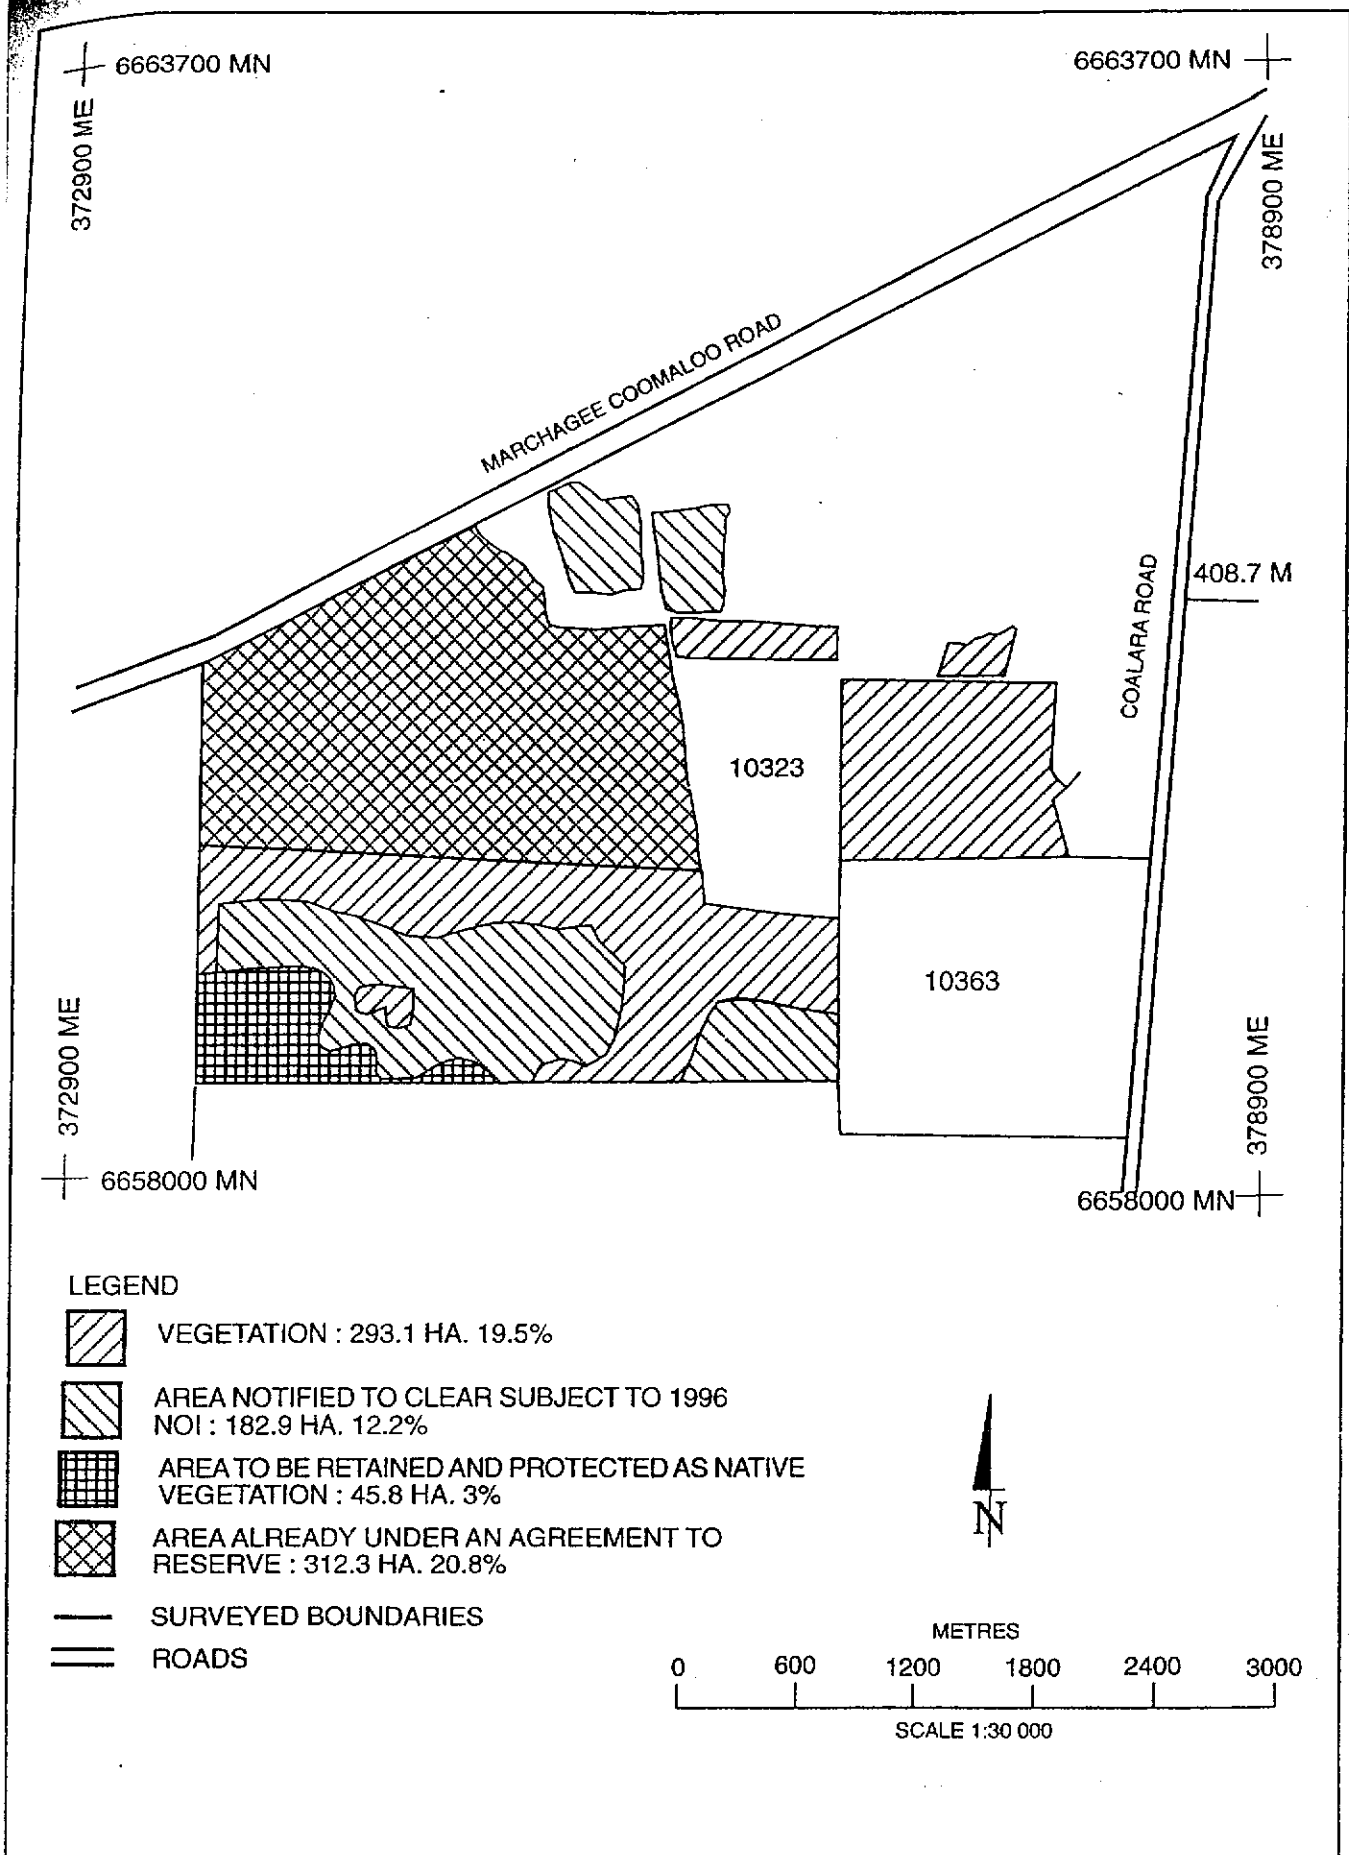 6663700 MN
6663700 MN
372900 ME
378900 ME
MARCHAGEE COOMALOO ROAD
COALARA ROAD
408.7 M
10323
10363
372900 ME
378900 ME
6658000 MN
6658000 MN
LEGEND
VEGETATION : 293.1 HA. 19.5%
AREA NOTIFIED TO CLEAR SUBJECT TO 1996
NOI : 182.9 HA. 12.2%
AREA TO BE RETAINED AND PROTECTED AS NATIVE
VEGETATION : 45.8 HA. 3%
AREA ALREADY UNDER AN AGREEMENT TO
RESERVE : 312.3 HA. 20.8%
SURVEYED BOUNDARIES
ROADS
N
METRES
0 600 1200 1800 2400 3000
SCALE 1:30 000